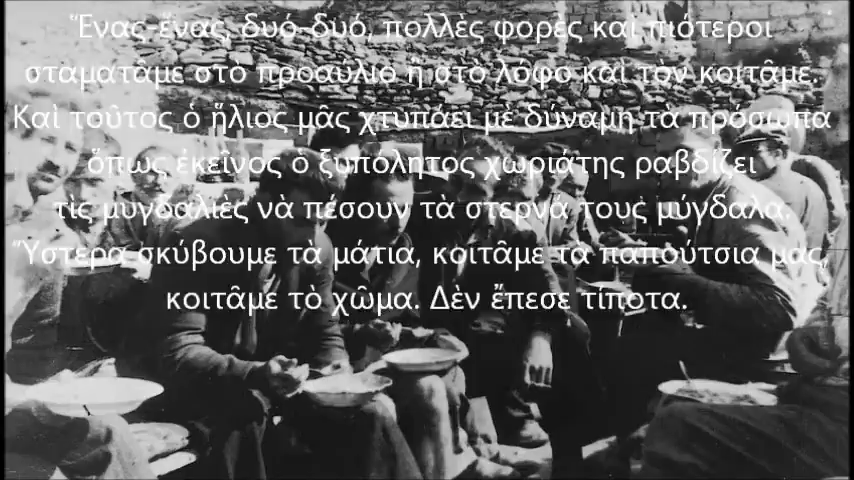 Ἕνας-ἕνας, δυό-δυό, πολλὲς φορὲς καὶ πιότεροι
σταματᾶμε στὸ προαύλιο ἢ στὸ λόφο καὶ τὸν κοιτᾶμε.
Καὶ τοῦτος ὁ ἥλιος μᾶς χτυπάει μὲ δύναμη τὰ πρόσωπα
ὅπως ἐκεῖνος ὁ ξυπόλητος χωριάτης ραβδίζει
τὶς μυγδαλιὲς νὰ πέσουν τὰ στερνά τους μύγδαλα.
Ὕστερα σκύβουμε τὰ μάτια, κοιτᾶμε τὰ παπούτσια μας,
κοιτᾶμε τὸ χῶμα. Δὲν ἔπεσε τίποτα.